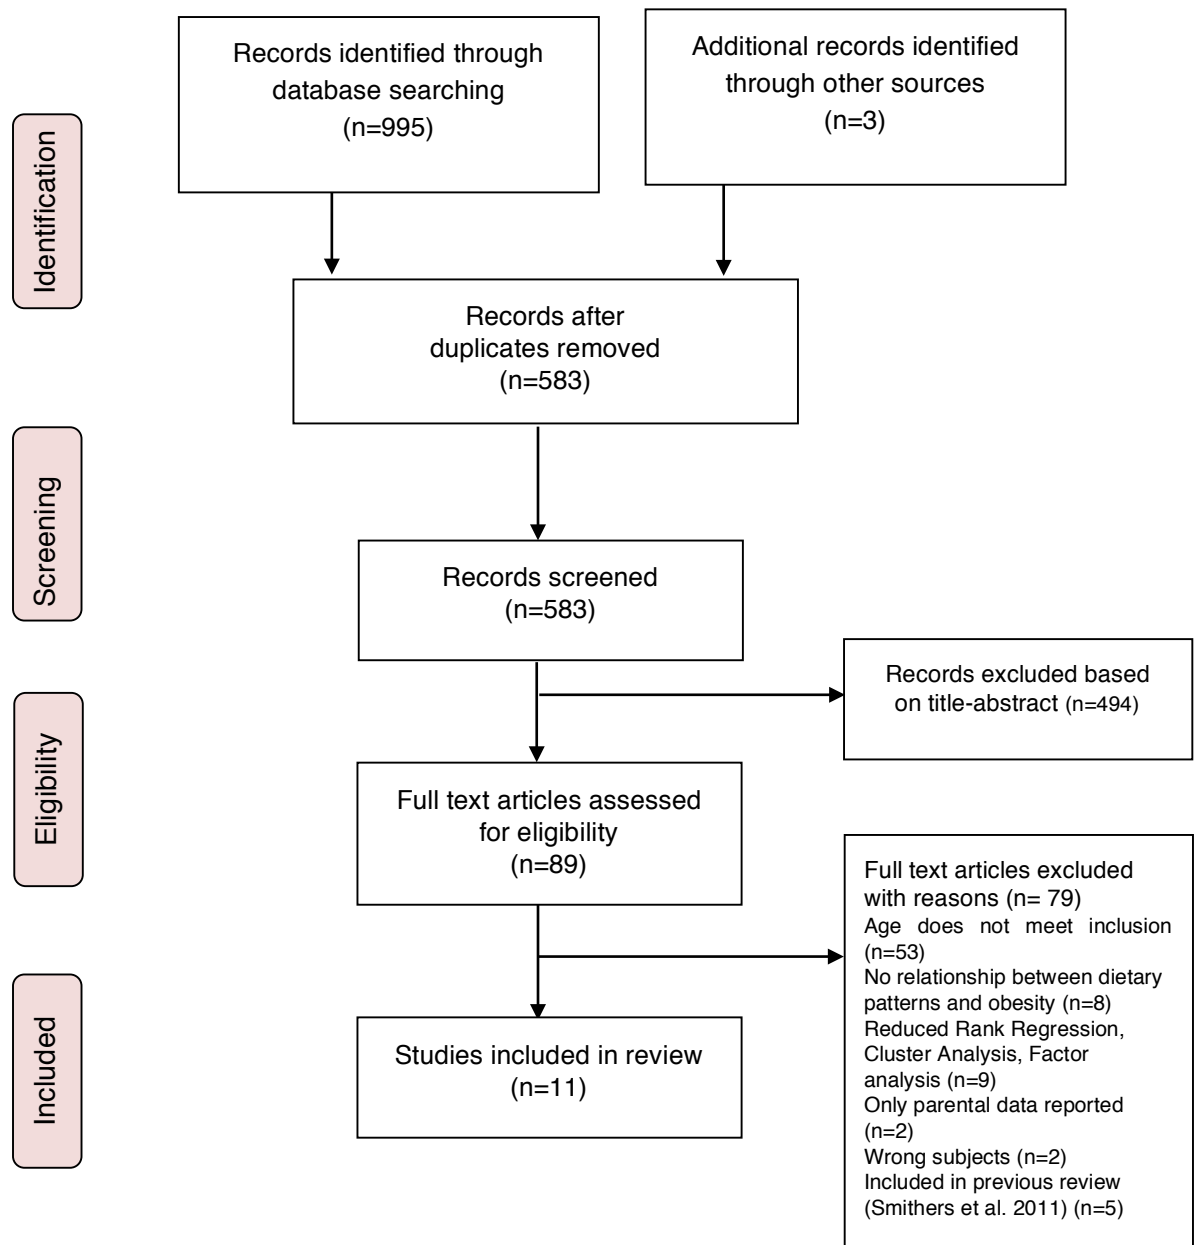 Records identified through
database searching
(n=995)
Additional records identified
through other sources
(n=3)
Identification
Records after
duplicates removed
(n=583)
Screening
Records screened
(n=583)
Records excluded based
on title-abstract (n=494)
Eligibility
Full text articles assessed
for eligibility
(n=89)
Full text articles excluded
with reasons (n= 79)
Age does not meet inclusion
(n=53)
No relationship between dietary
patterns and obesity (n=8)
Reduced Rank Regression,
Cluster Analysis, Factor
analysis (n=9)
Only parental data reported
(n=2)
Wrong subjects (n=2)
Included in previous review
(Smithers et al. 2011) (n=5)
Included
Studies included in review
(n=11)